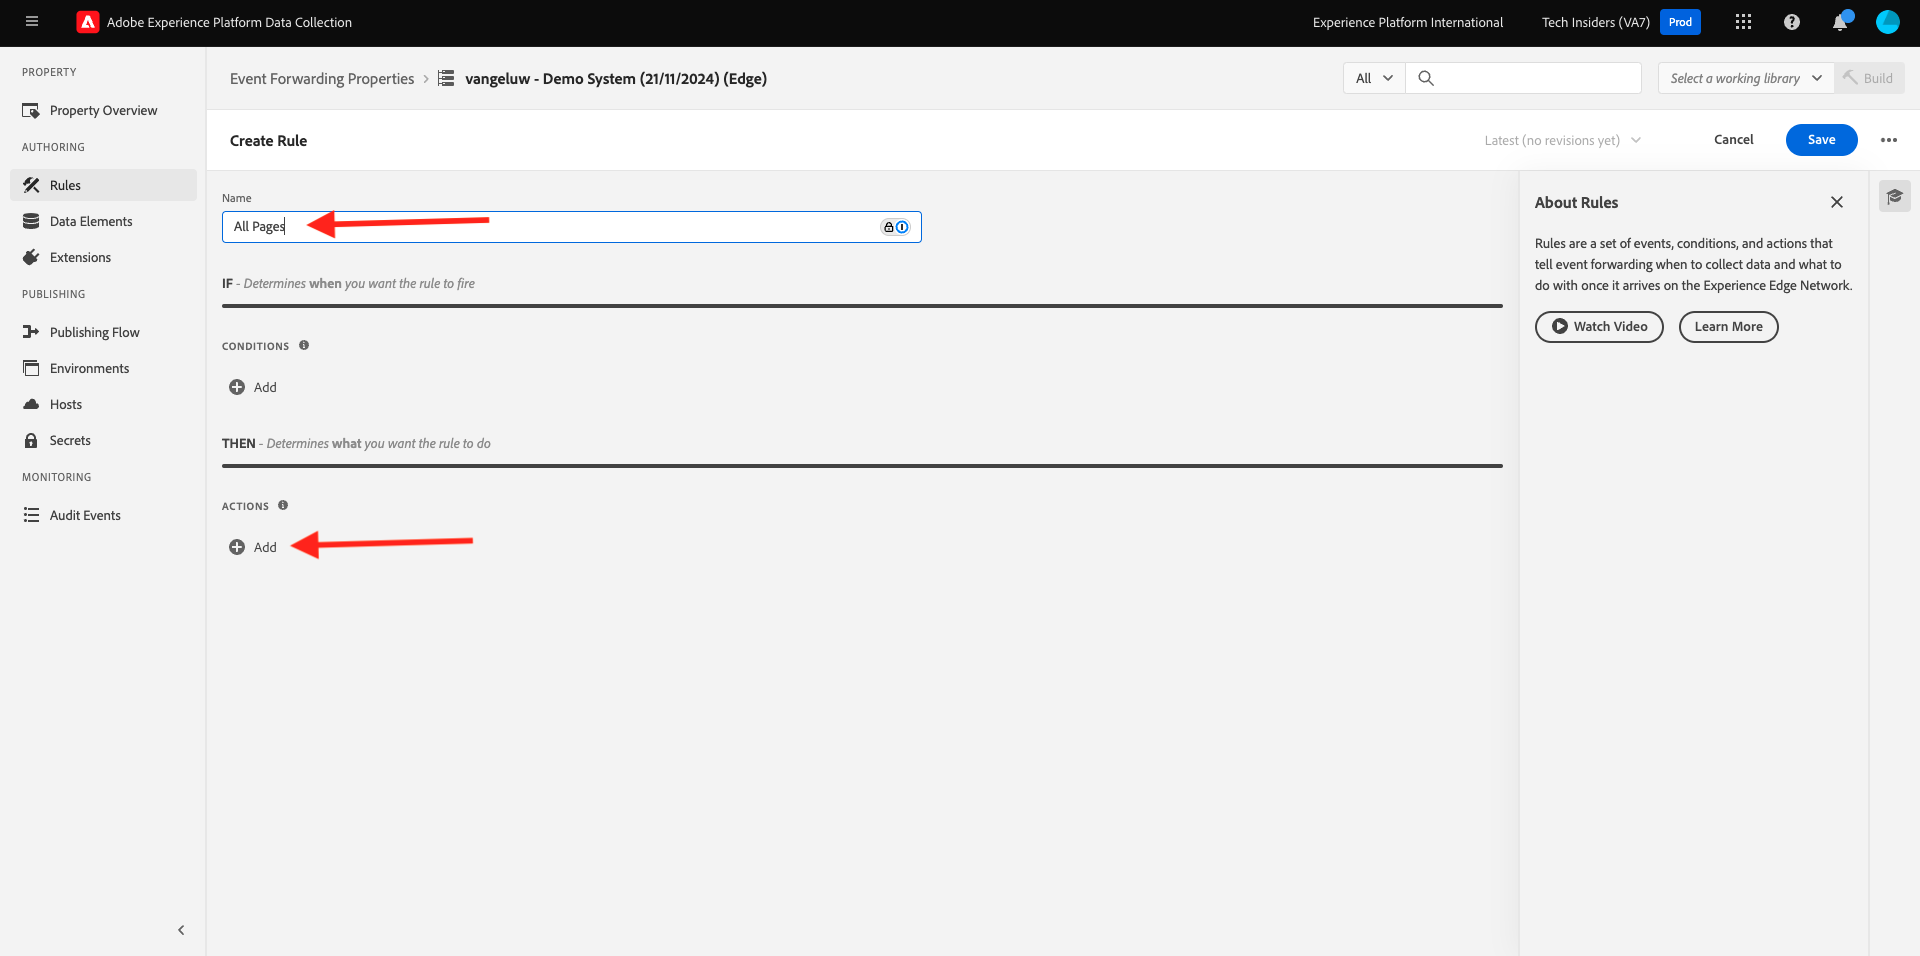 Adobe Experience Platform Data Collection
Experience Platform International
Tech Insiders (VA7)
Prod
PROPERTY
Property Overview
AUTHORING
Rules
Data Elements
Extensions
PUBLISHING
Publishing Flow
Environments
Hosts
Secrets
MONITORING
Audit Events
Event Forwarding Properties
vangeluw - Demo System (21/11/2024) (Edge)
All
Select a working library
Build
Create Rule
Latest (no revisions yet)
Cancel
Save
Name
All Pages
IF - Determines when you want the rule to fire
CONDITIONS
Add
THEN - Determines what you want the rule to do
ACTIONS
Add
About Rules
Rules are a set of events, conditions, and actions that
tell event forwarding when to collect data and what to
do with once it arrives on the Experience Edge Network.
Watch Video
Learn More